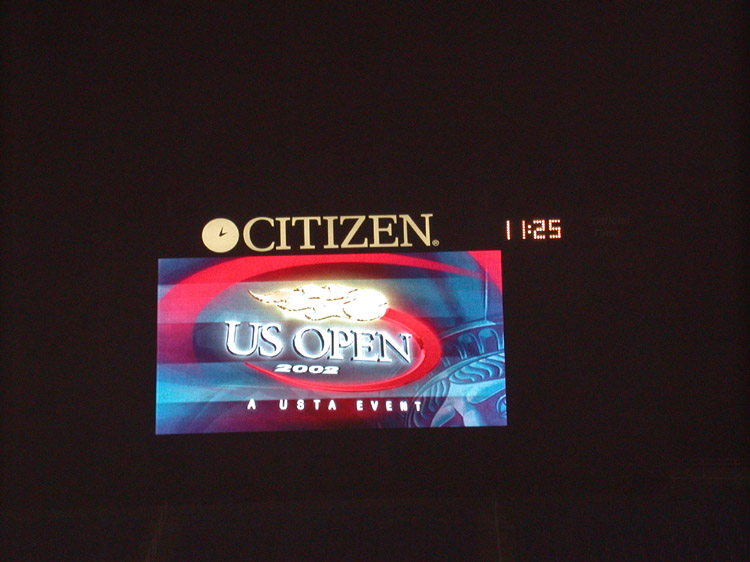 CITIZEN®
11:25
US OPEN
2002
A USTA EVENT